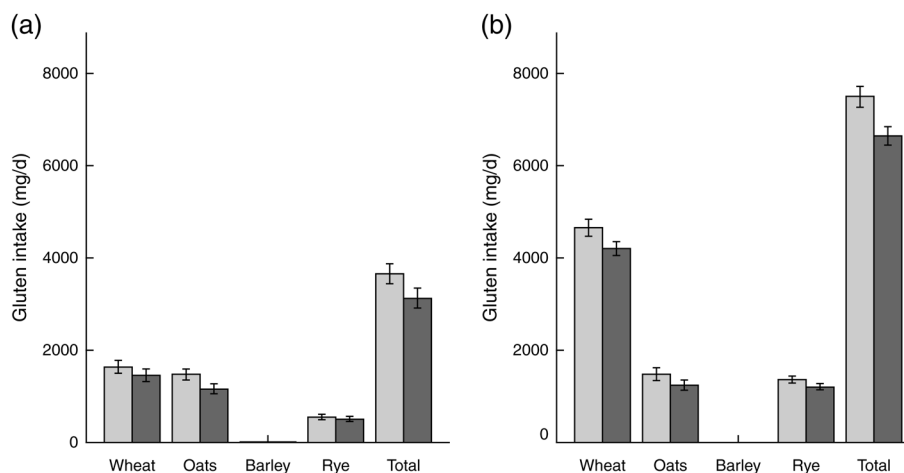 (a)
Gluten intake (mg/d)
8000
6000
4000
2000
0
Wheat Oats Barley Rye Total
(b)
Gluten intake (mg/d)
8000
6000
4000
2000
0
Wheat Oats Barley Rye Total